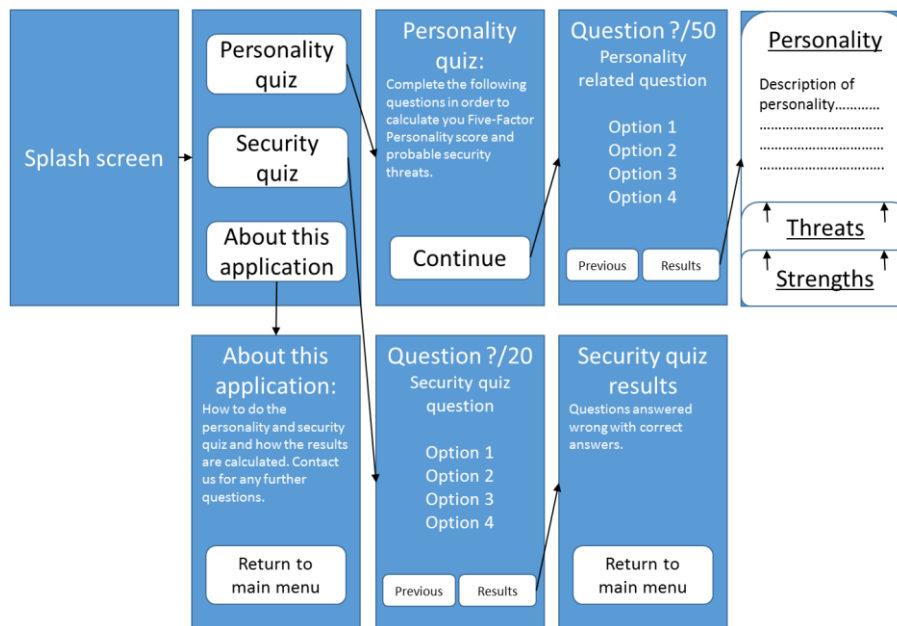 Splash screen
Personality
quiz
Security
quiz
About this
application
Personality
quiz:
Complete the following
questions in order to
calculate you Five-Factor
Personality score and
probable security
threats.
Continue
Question ?/50
Personality
related question
Option 1
Option 2
Option 3
Option 4
Previous
Results
Personality
Description of
personality............
..................................
..................................
..................................
Threats
Strengths
About this
application:
How to do the
personality and security
quiz and how the results
are calculated. Contact
us for any further
questions.
Return to
main menu
Question ?/20
Security quiz
question
Option 1
Option 2
Option 3
Option 4
Previous
Results
Security quiz
results
Questions answered
wrong with correct
answers.
Return to
main menu